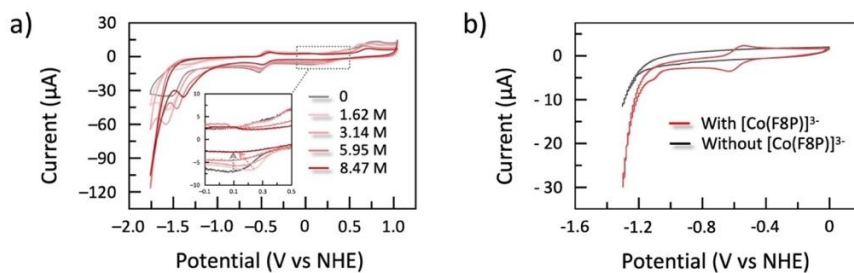 a)
30
0
−30
−60
−90
−120
Current (μA)
10
5
0
-5
-10
-0.1
0.1
0.3
0.5
0
1.62 M
3.14 M
5.95 M
8.47 M
−2.0
−1.5
−1.0
−0.5
0.0
0.5
1.0
Potential (V vs NHE)
b)
0
- 10
- 20
- 30
Current (μA)
With [Co(F8P)]³⁻
Without [Co(F8P)]³⁻
-1.6
-1.2
-0.8
-0.4
0
Potential (V vs NHE)